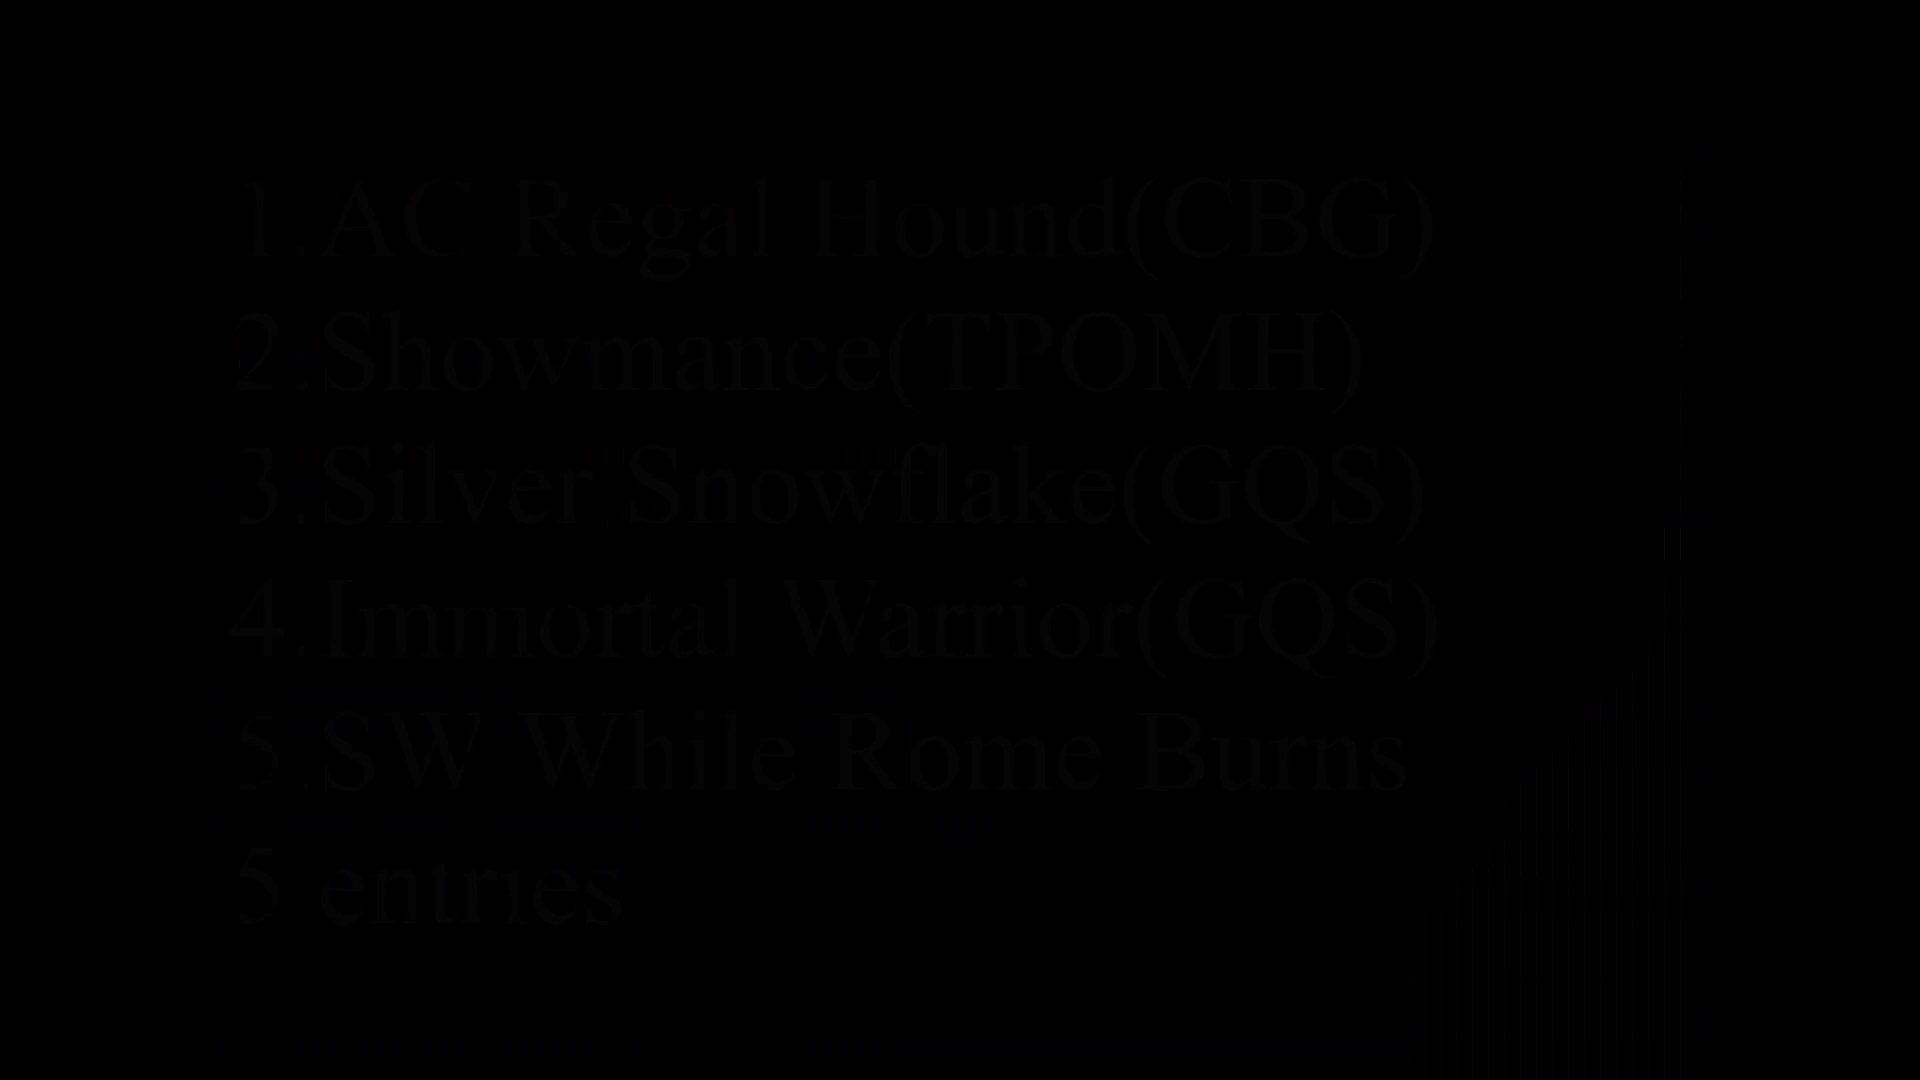 1.AC Regal Hound(CBG)
2.Showmance(TPOMH)
3.Silver Snowflake(GQS)
4.Immortal Warrior(GQS)
5.SW While Rome Burns
5 entries